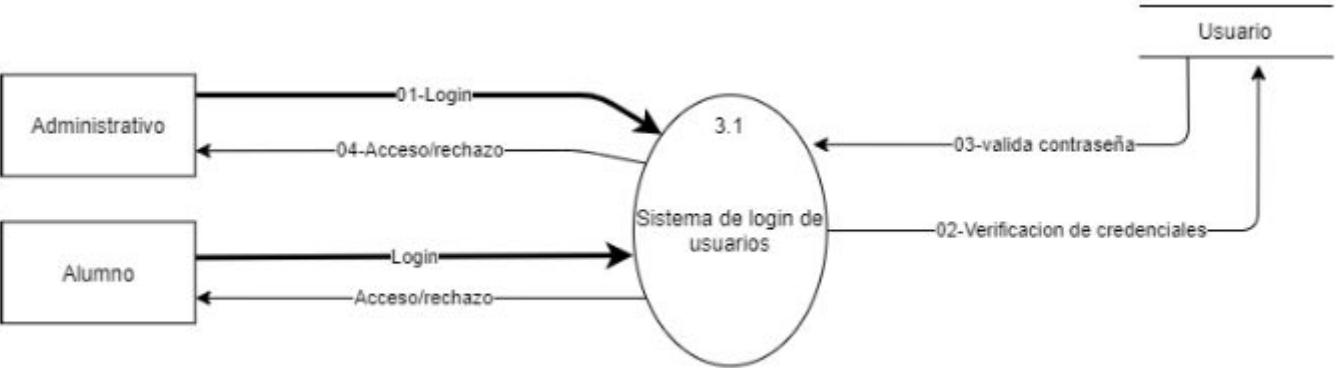 Usuario
01-Login
Administrativo
3.1
04-Acceso/rechazo
03-valida contraseña
Sistema de login de
usuarios
02-Verificacion de credenciales
Login
Alumno
Acceso/rechazo